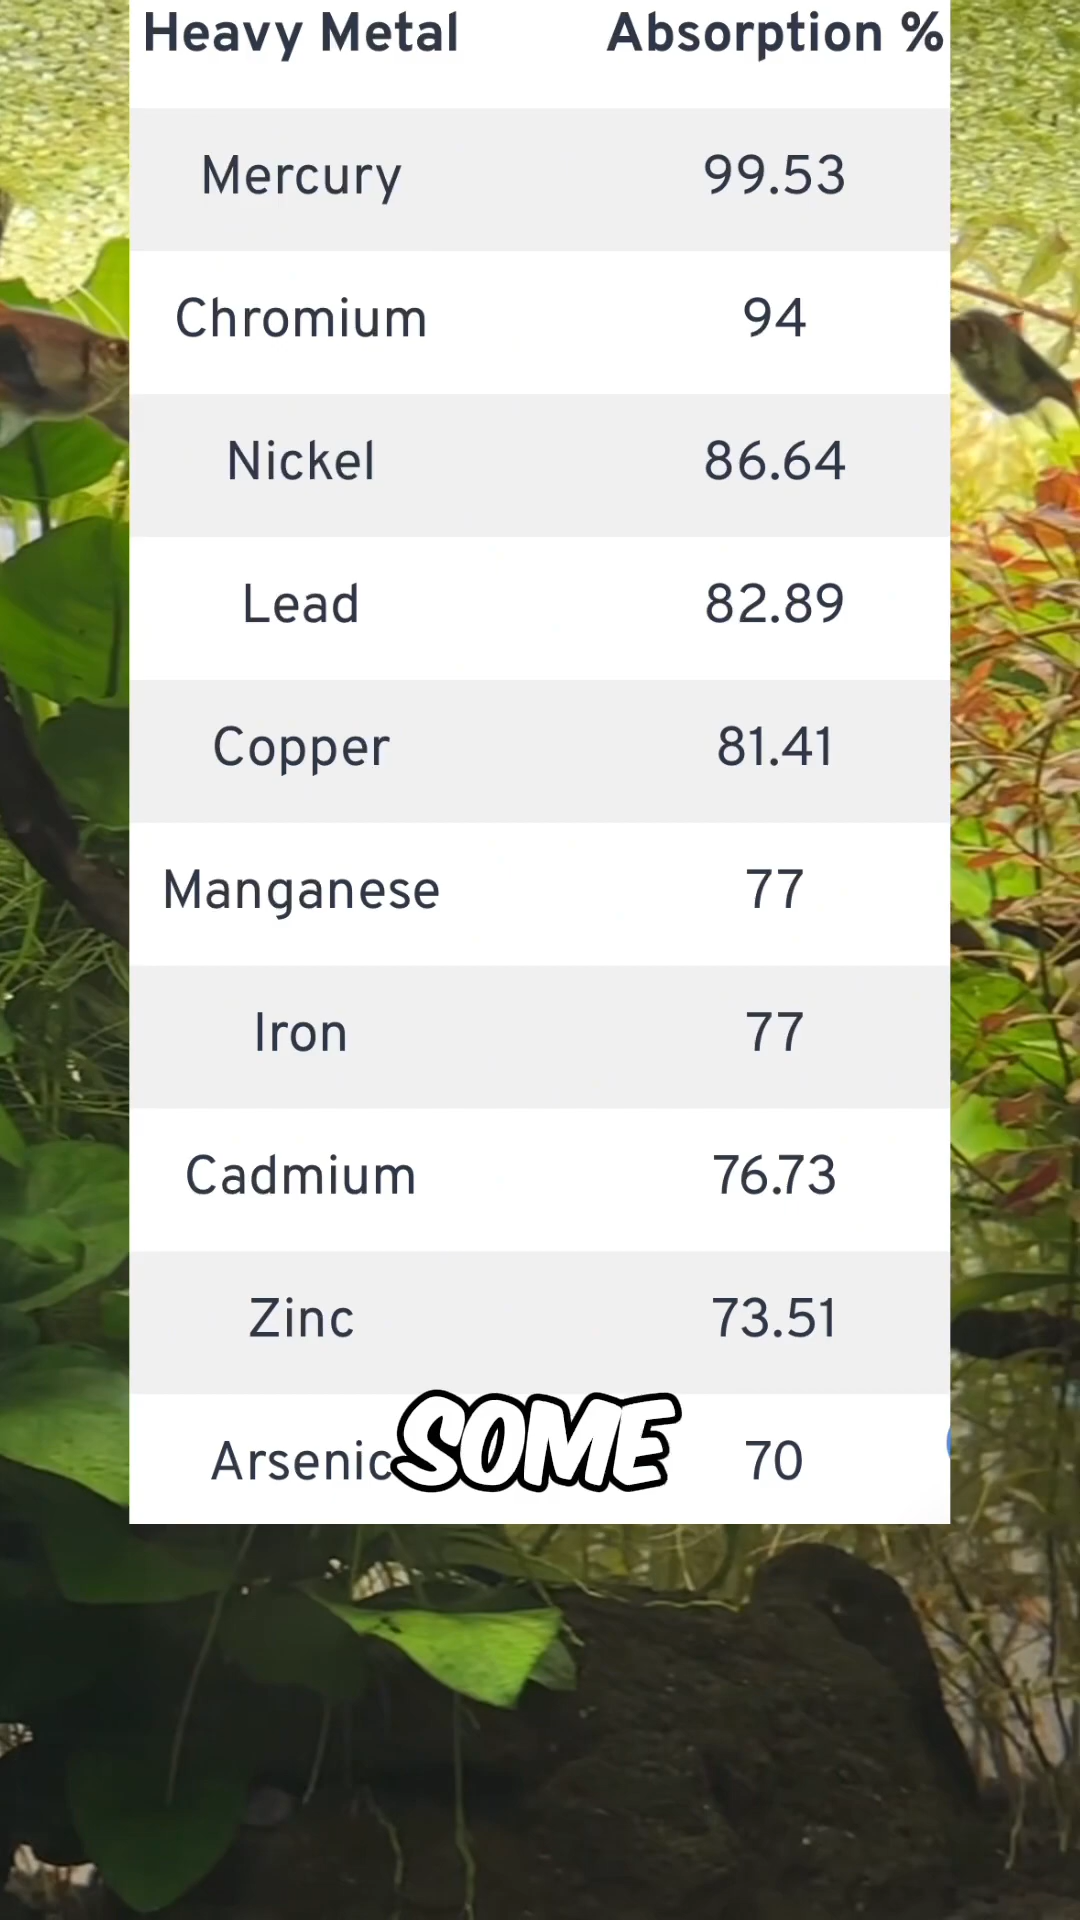 Heavy Metal Absorption %
Mercury 99.53
Chromium 94
Nickel 86.64
Lead 82.89
Copper 81.41
Manganese 77
Iron 77
Cadmium 76.73
Zinc 73.51
Arsenic 70
SOME